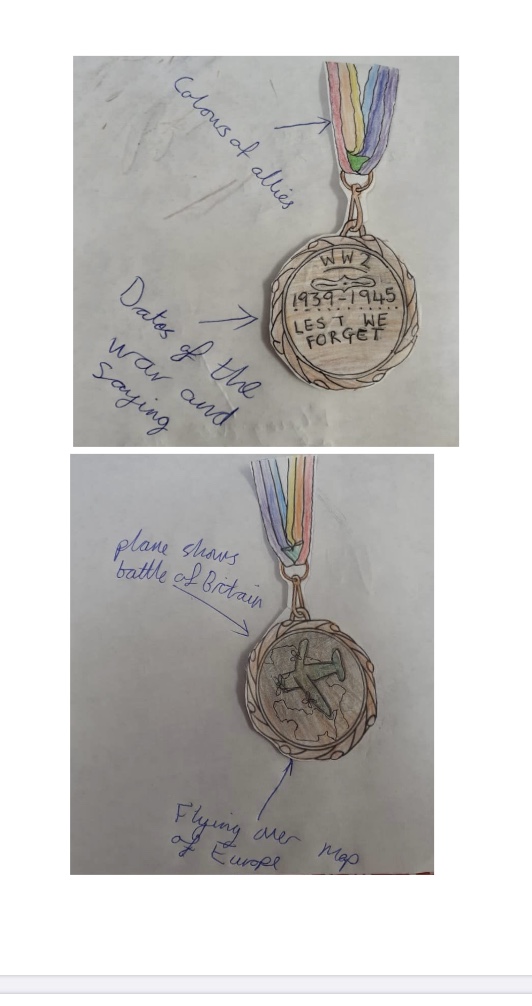 Colours of allies
WW2
1939-1945
LEST WE
FORGET
Dates of the
war and
saying
plane shows
battle of Britain
Flying over map
of Europe